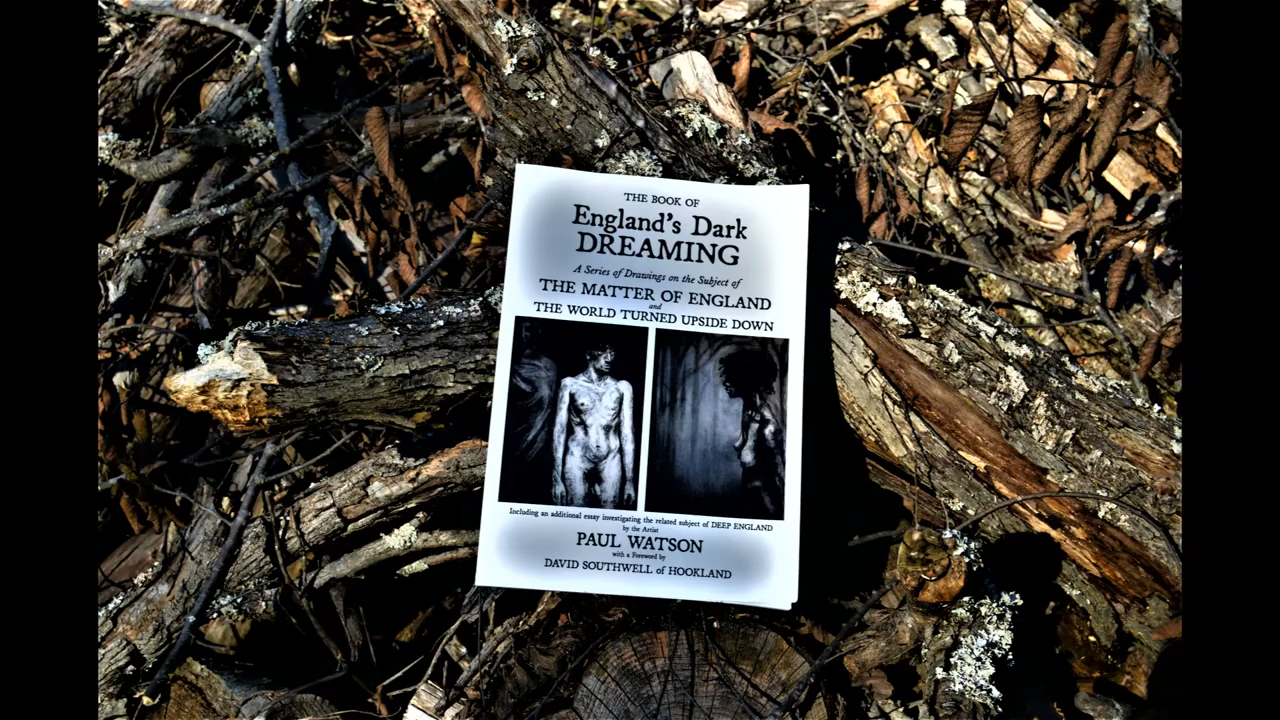 THE BOOK OF
England's Dark
DREAMING
A Series of Drawings on the Subject of
THE MATTER OF ENGLAND
and
THE WORLD TURNED UPSIDE DOWN
Including an additional essay investigating the related subject of DEEP ENGLAND
by the Artist
PAUL WATSON
with a Foreword by
DAVID SOUTHWELL of HOOKLAND